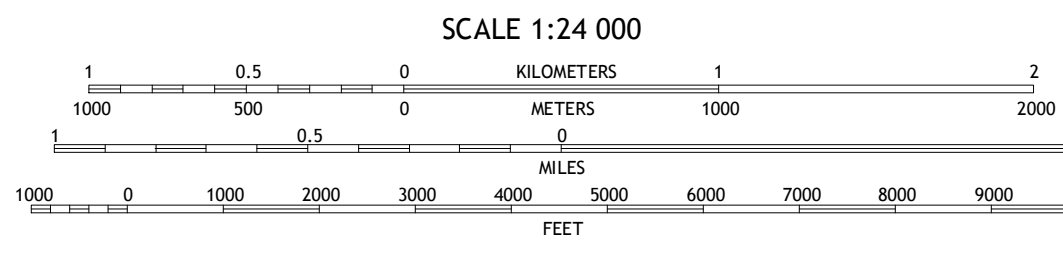 SCALE 1:24 000
1 0.5 0 KILOMETERS 1 2
1000 500 0 METERS 1000 2000
1 0.5 0
MILES
1000 0 1000 2000 3000 4000 5000 6000 7000 8000 9000
FEET